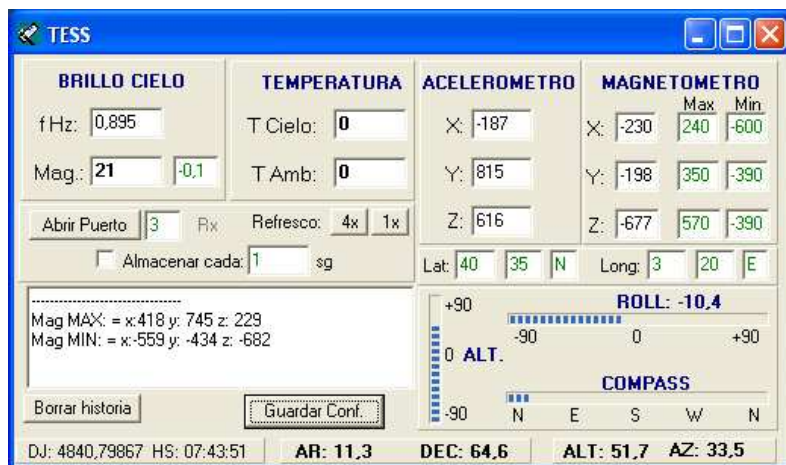 TESS
BRILLO CIELO
f Hz: 0,895
Mag.: 21 -0,1
TEMPERATURA
T Cielo: 0
T Amb: 0
ACELEROMETRO
X: -187
Y: 815
Z: 616
MAGNETOMETRO
Max Min
X: -230 240 -600
Y: -198 350 -390
Z: -677 570 -390
Abrir Puerto 3 Rx Refresco: 4x 1x
Almacenar cada: 1 sg
Lat: 40 35 N Long: 3 20 E
--------------------------------
Mag MAX: = x:418 y: 745 z: 229
Mag MIN: = x:-559 y: -434 z: -682
Borrar historia Guardar Conf.
+90
0 ALT.
-90
ROLL: -10,4
-90 0 +90
COMPASS
N E S W N
DJ: 4840,79867 HS: 07:43:51 AR: 11,3 DEC: 64,6 ALT: 51,7 AZ: 33,5